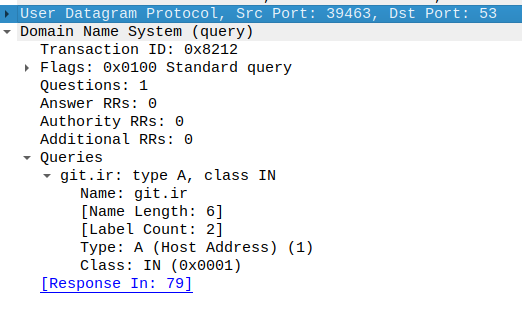 User Datagram Protocol, Src Port: 39463, Dst Port: 53
Domain Name System (query)
Transaction ID: 0x8212
Flags: 0x0100 Standard query
Questions: 1
Answer RRs: 0
Authority RRs: 0
Additional RRs: 0
Queries
git.ir: type A, class IN
Name: git.ir
[Name Length: 6]
[Label Count: 2]
Type: A (Host Address) (1)
Class: IN (0x0001)
[Response In: 79]